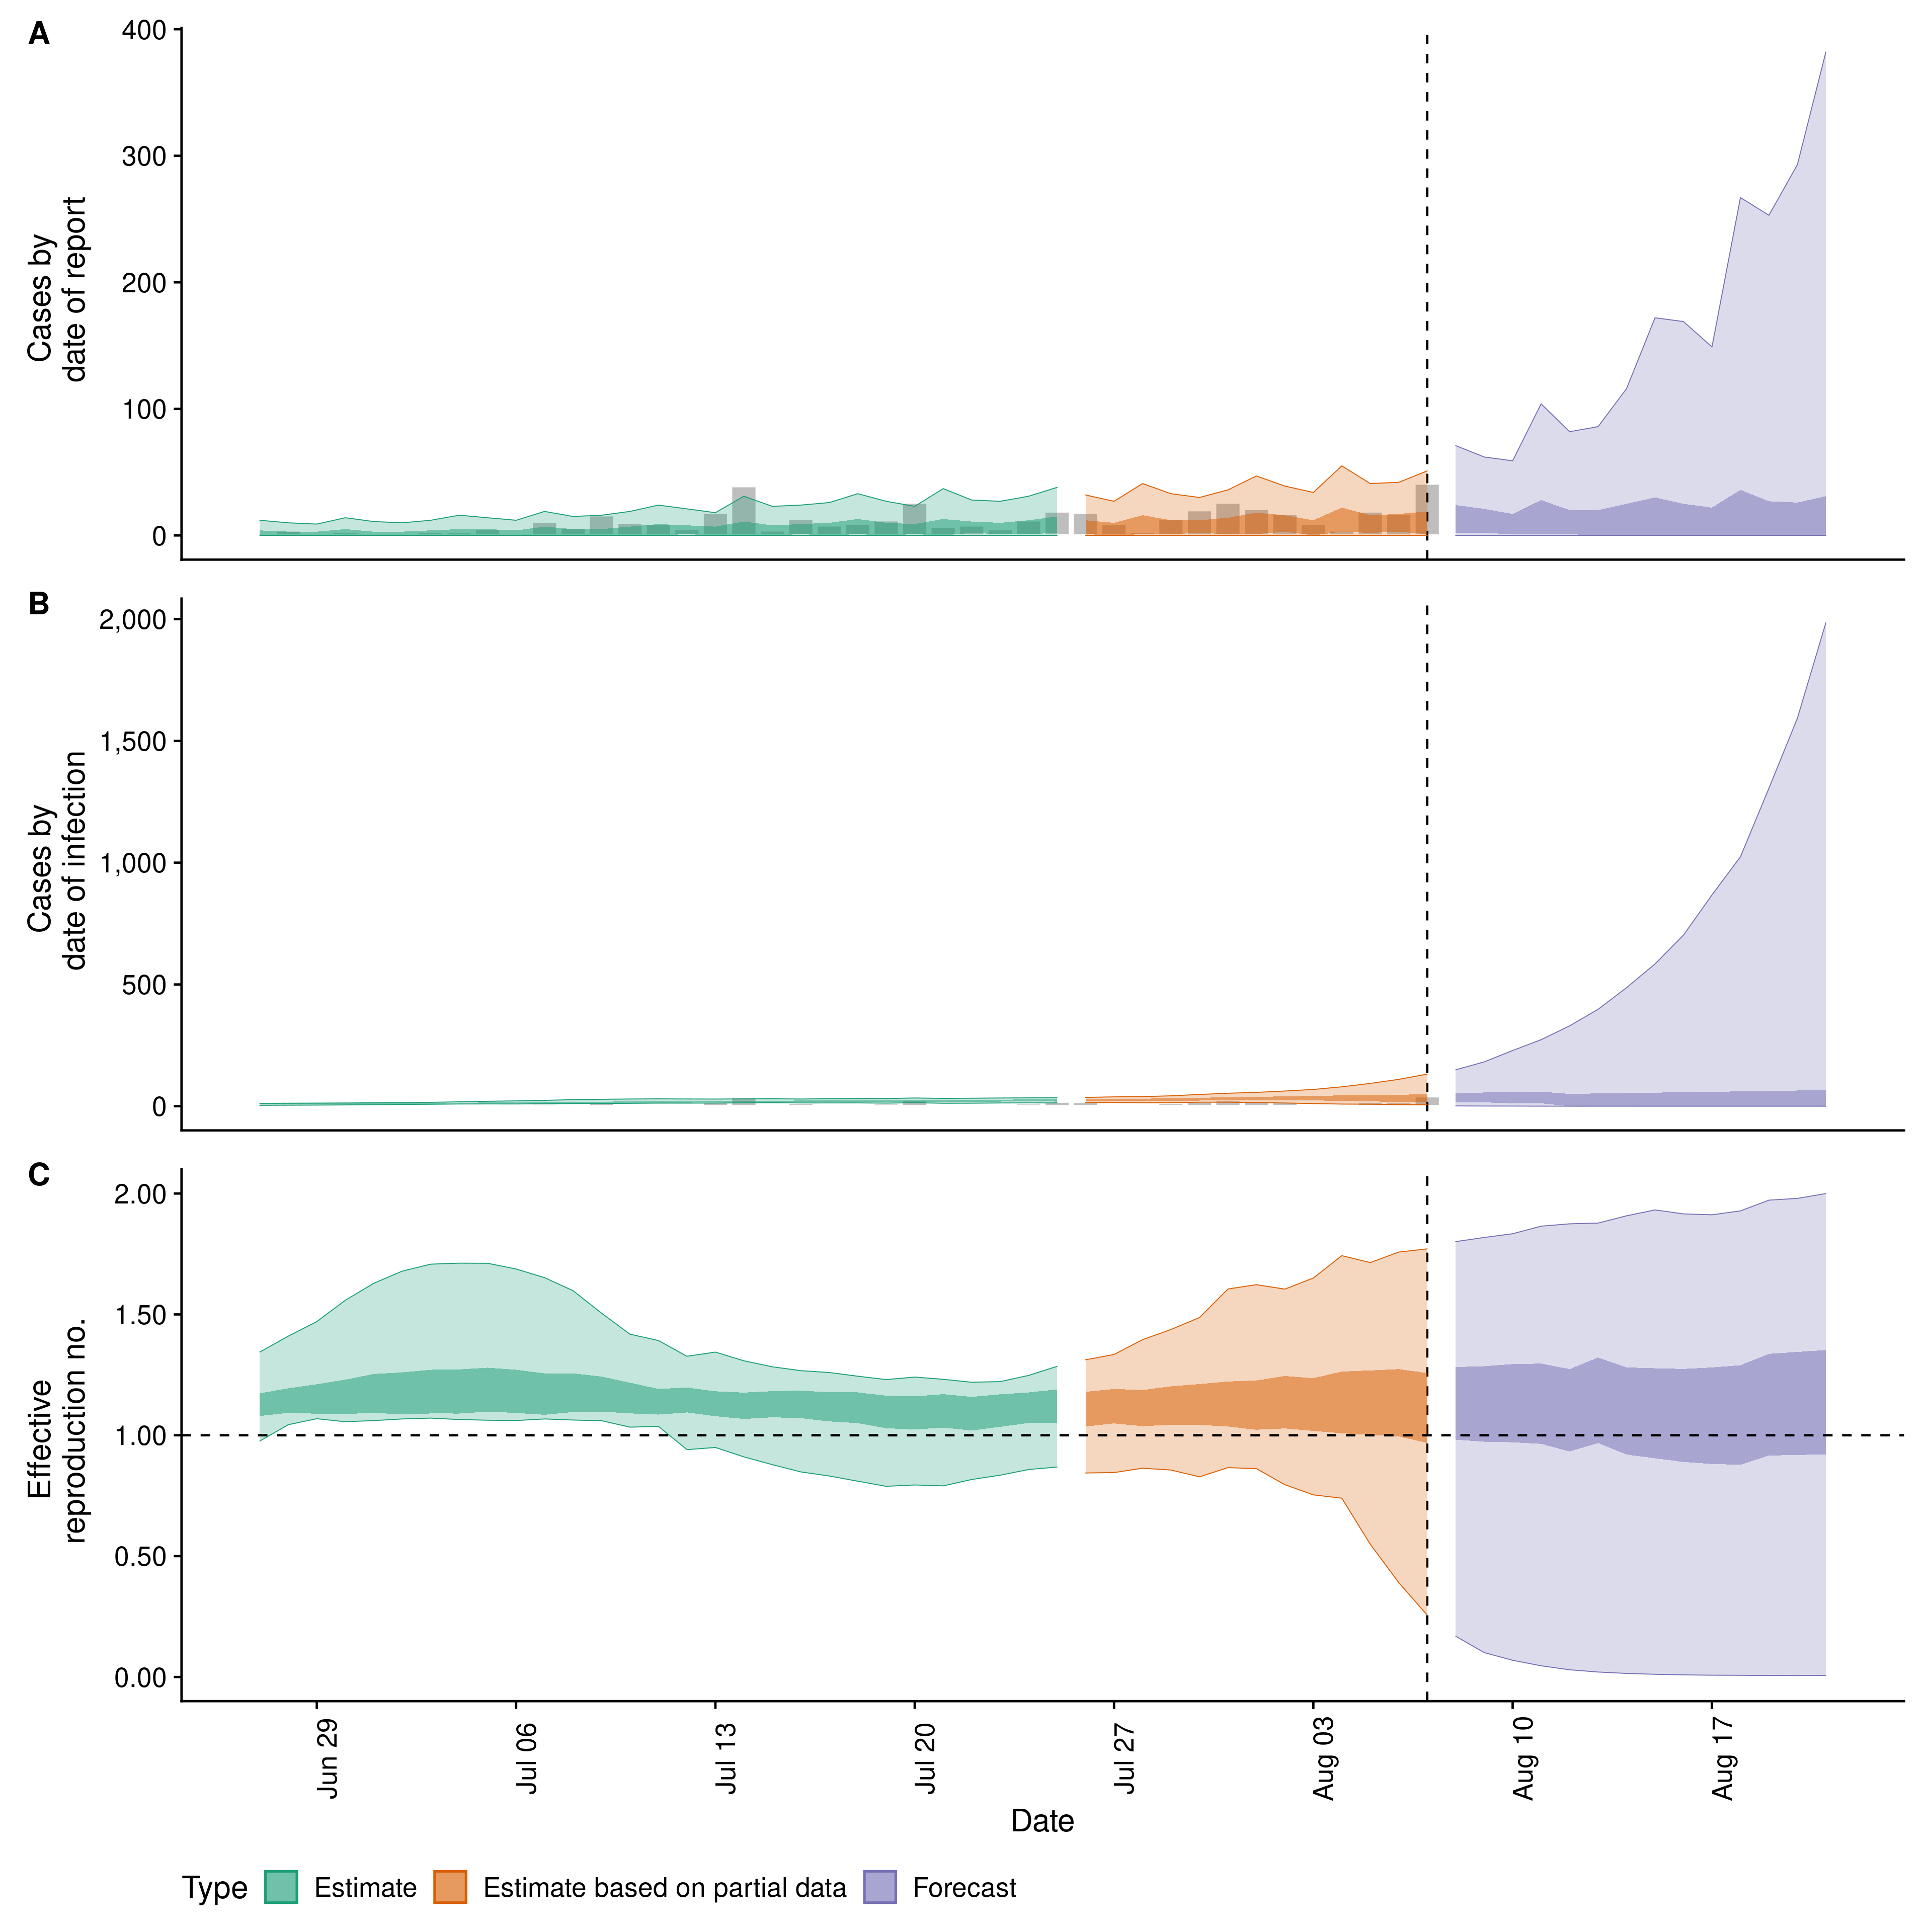 A
400
300
200
100
0
Cases by
date of report
B
2,000
1,500
1,000
500
0
Cases by
date of infection
C
2.00
1.50
1.00
0.50
0.00
Effective
reproduction no.
Jun 29
Jul 06
Jul 13
Jul 20
Jul 27
Aug 03
Aug 10
Aug 17
Date
Type Estimate Estimate based on partial data Forecast